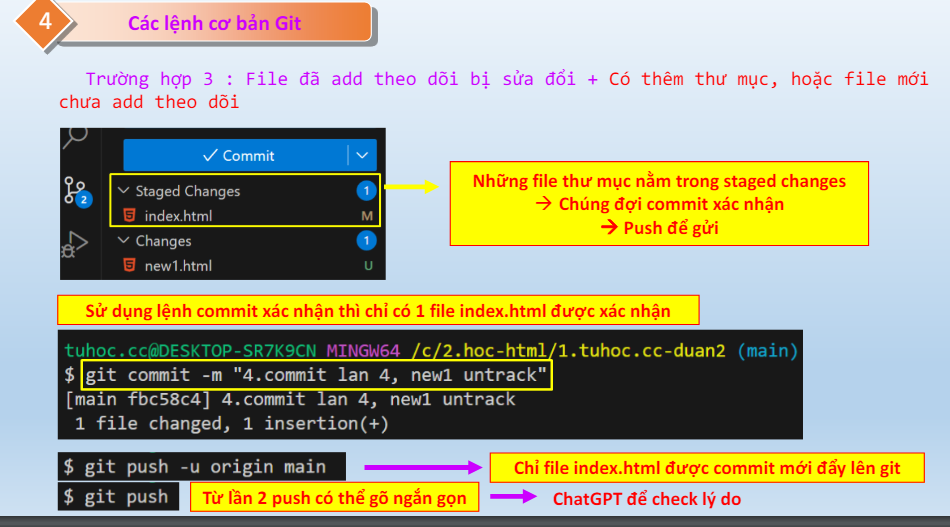 4
Các lệnh cơ bản Git
Trường hợp 3 : File đã add theo dõi bị sửa đổi + Có thêm thư mục, hoặc file mới
chưa add theo dõi
Commit
2
Staged Changes 1
index.html M
Changes 1
new1.html U
Những file thư mục nằm trong staged changes
→ Chúng đợi commit xác nhận
→ Push để gửi
Sử dụng lệnh commit xác nhận thì chỉ có 1 file index.html được xác nhận
tuhoc.cc@DESKTOP-SR7K9CN MINGW64 /c/2.hoc-html/1.tuhoc.cc-duan2 (main)
$ git commit -m "4.commit lan 4, new1 untrack"
[main fbc58c4] 4.commit lan 4, new1 untrack
1 file changed, 1 insertion(+)
$ git push -u origin main
Chỉ file index.html được commit mới đẩy lên git
$ git push
Từ lần 2 push có thể gõ ngắn gọn
ChatGPT để check lý do